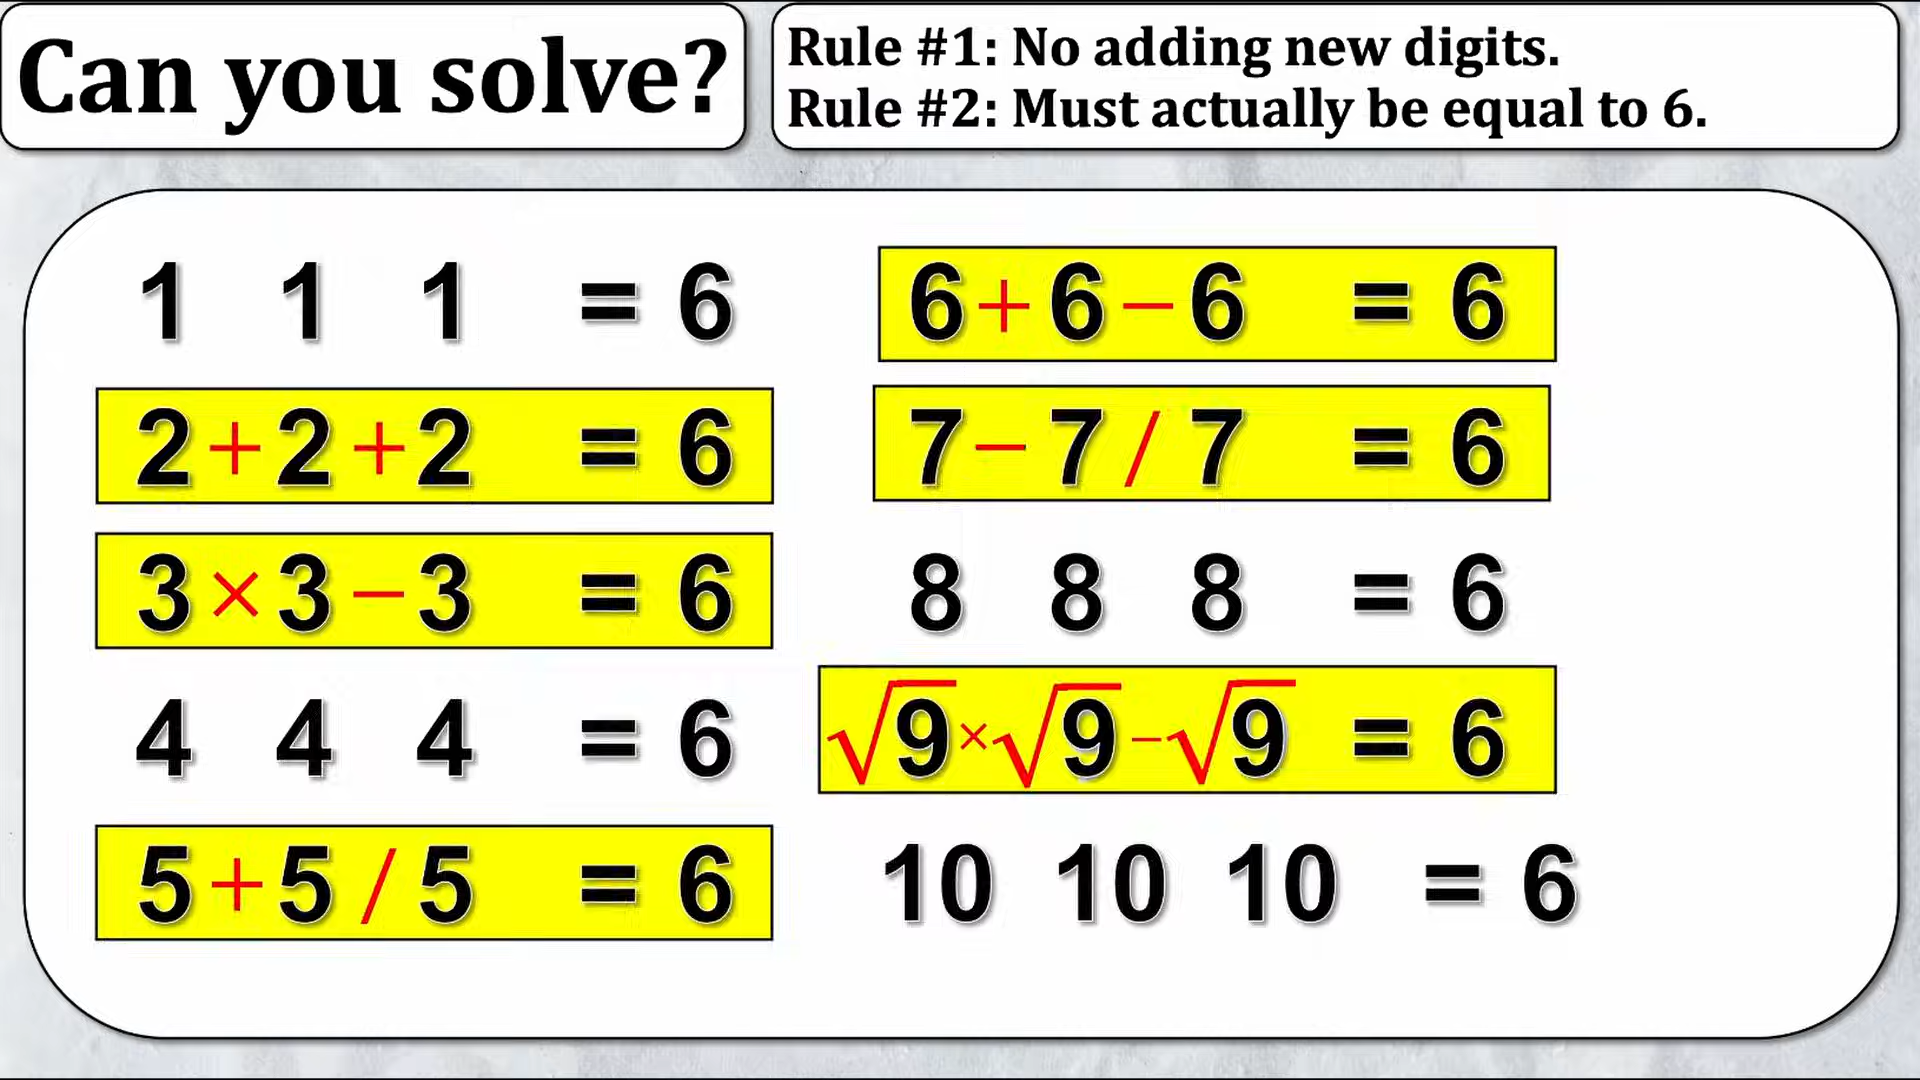 Can you solve?
Rule #1: No adding new digits.
Rule #2: Must actually be equal to 6.
1 1 1 = 6
2 + 2 + 2 = 6
3 × 3 − 3 = 6
4 4 4 = 6
5 + 5 / 5 = 6
6 + 6 − 6 = 6
7 − 7 / 7 = 6
8 8 8 = 6
√9 × √9 − √9 = 6
10 10 10 = 6